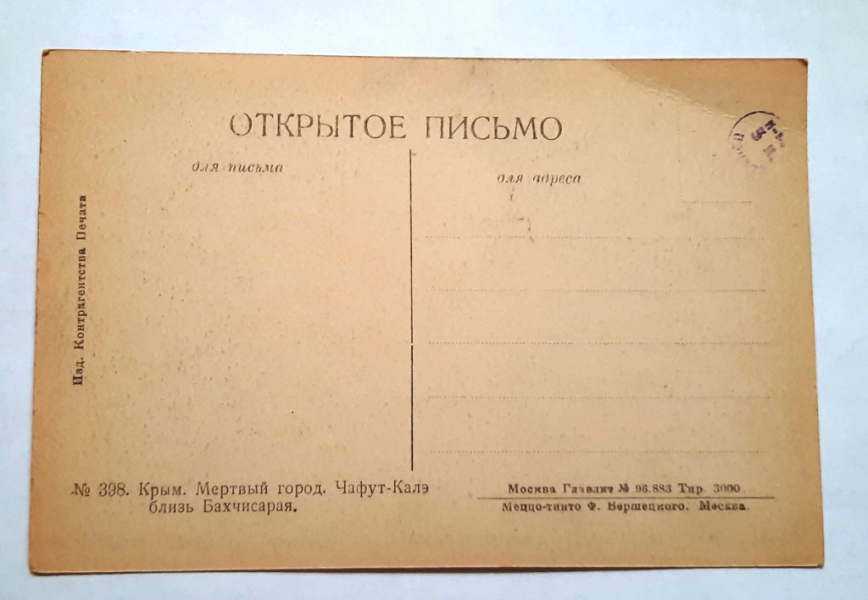 ОТКРЫТОЕ ПИСЬМО
для письма
для адреса
Изд. Контрагентства Печати
№ 398. Крым. Мертвый город. Чафут-Калэ
близь Бахчисарая.
Москва Главлит № 96.883 Тир. 3000
Меццо-тинто Ф. Вершецкого. Москва